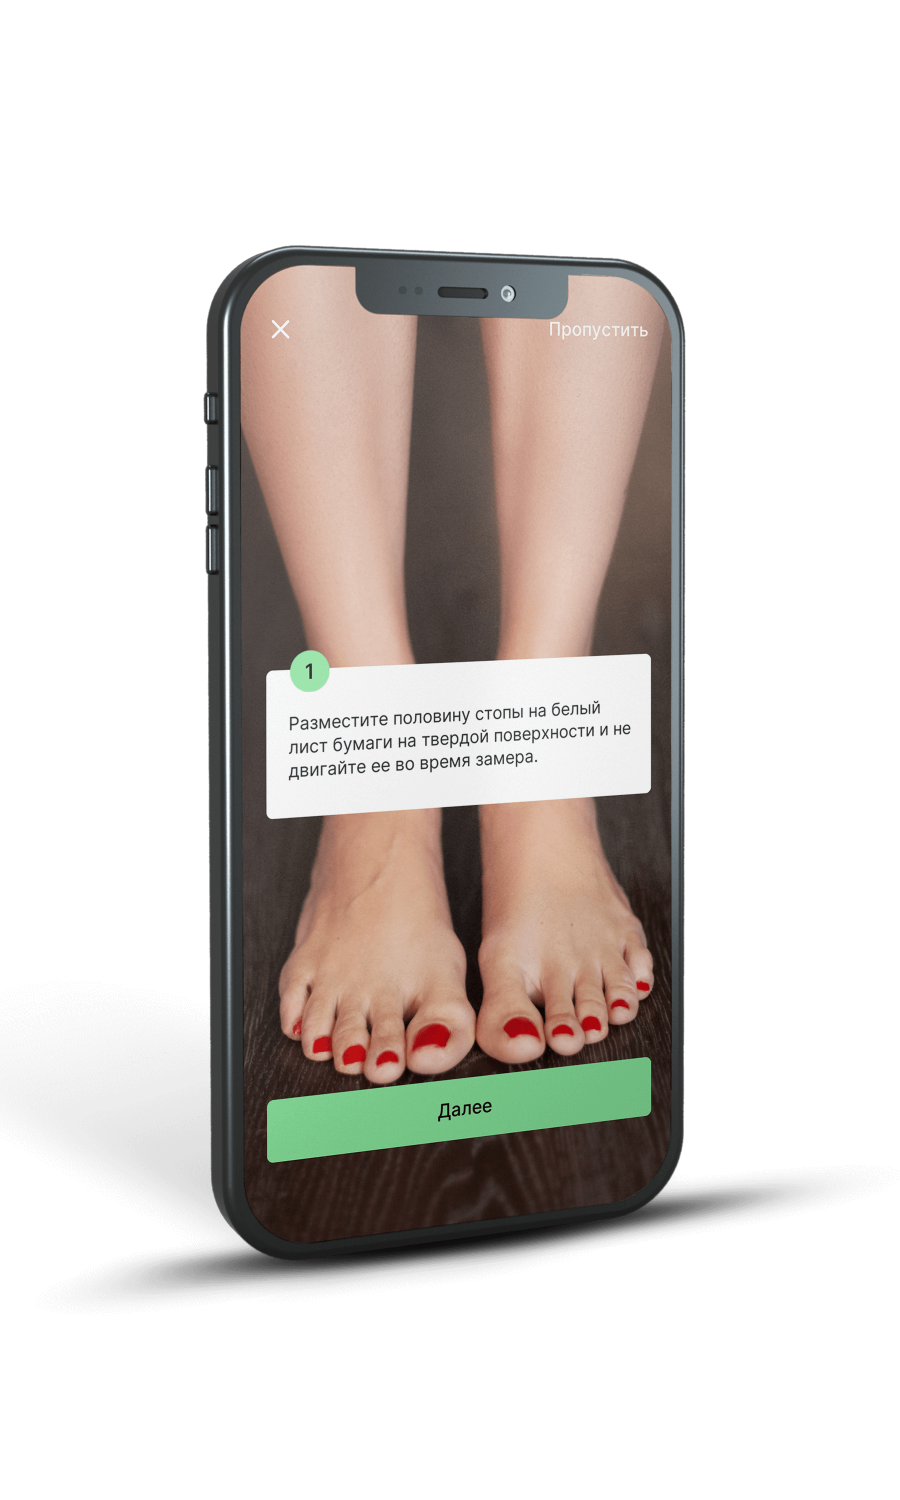 Пропустить
1
Разместите половину стопы на белый
лист бумаги на твердой поверхности и не
двигайте ее во время замера.
Далее